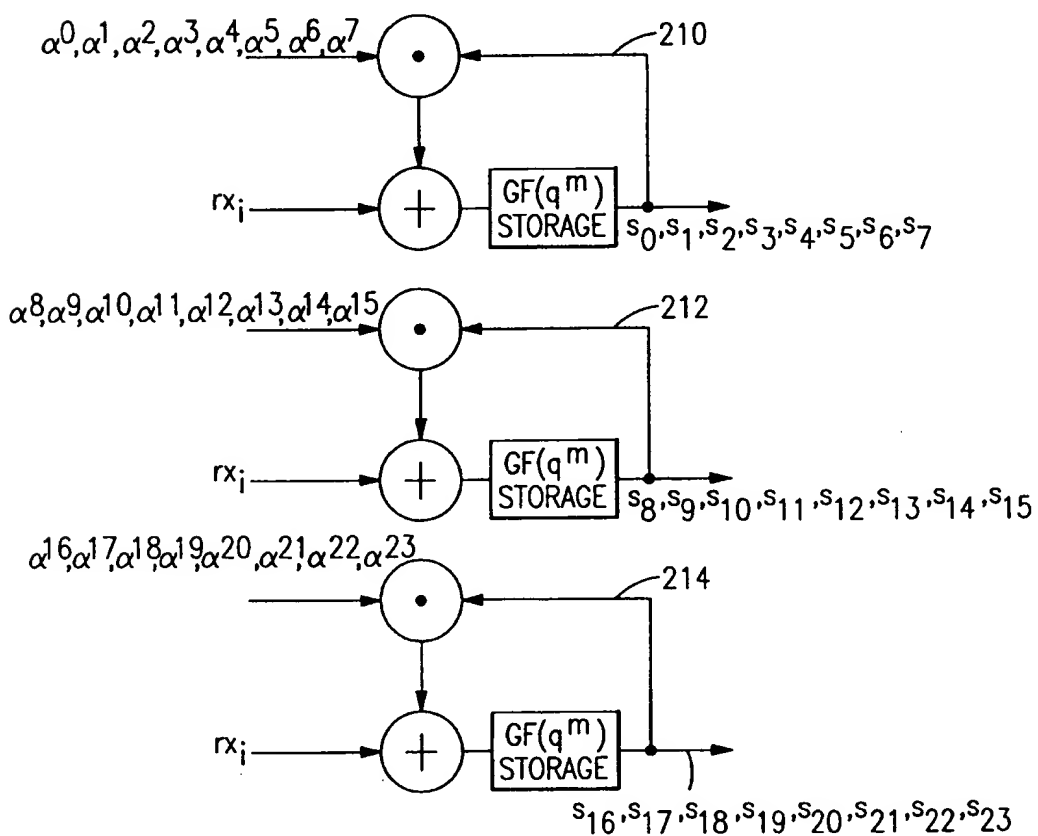 α⁰,α¹,α²,α³,α⁴,α⁵,α⁶,α⁷
210
rxᵢ
GF(qᵐ)
STORAGE
s₀,s₁,s₂,s₃,s₄,s₅,s₆,s₇
α⁸,α⁹,α¹⁰,α¹¹,α¹²,α¹³,α¹⁴,α¹⁵
212
rxᵢ
GF(qᵐ)
STORAGE
s₈,s₉,s₁₀,s₁₁,s₁₂,s₁₃,s₁₄,s₁₅
α¹⁶,α¹⁷,α¹⁸,α¹⁹,α²⁰,α²¹,α²²,α²³
214
rxᵢ
GF(qᵐ)
STORAGE
s₁₆,s₁₇,s₁₈,s₁₉,s₂₀,s₂₁,s₂₂,s₂₃